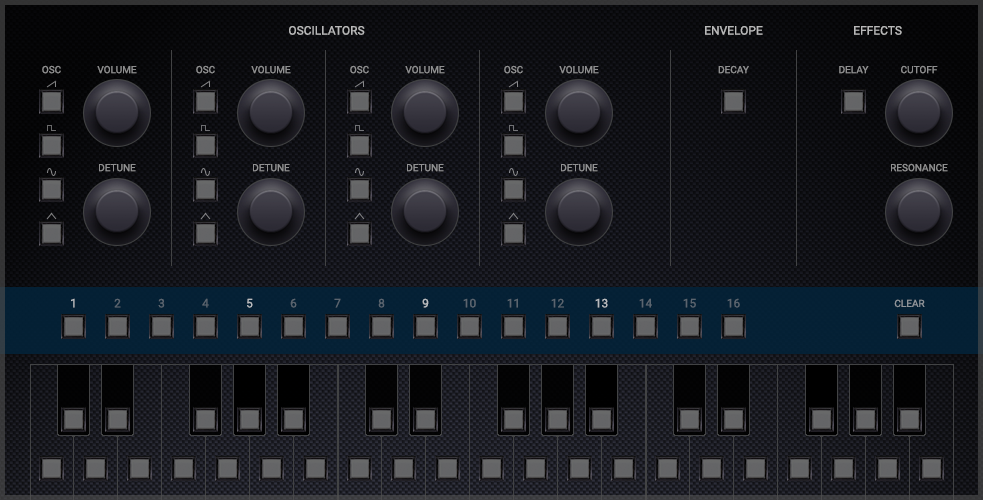 OSCILLATORS ENVELOPE EFFECTS
OSC VOLUME OSC VOLUME OSC VOLUME OSC VOLUME DECAY DELAY CUTOFF
DETUNE DETUNE DETUNE DETUNE RESONANCE
1 2 3 4 5 6 7 8 9 10 11 12 13 14 15 16 CLEAR